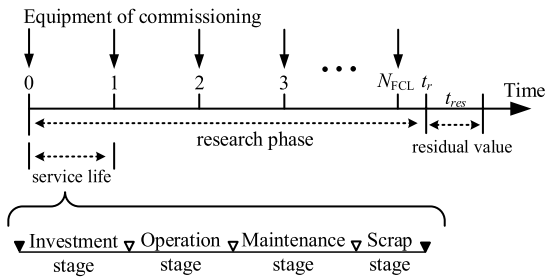 Equipment of commissioning
0 1 2 3 ••• N_FCL t_r Time
t_res
research phase
residual value
service life
Investment Operation Maintenance Scrap
stage stage stage stage